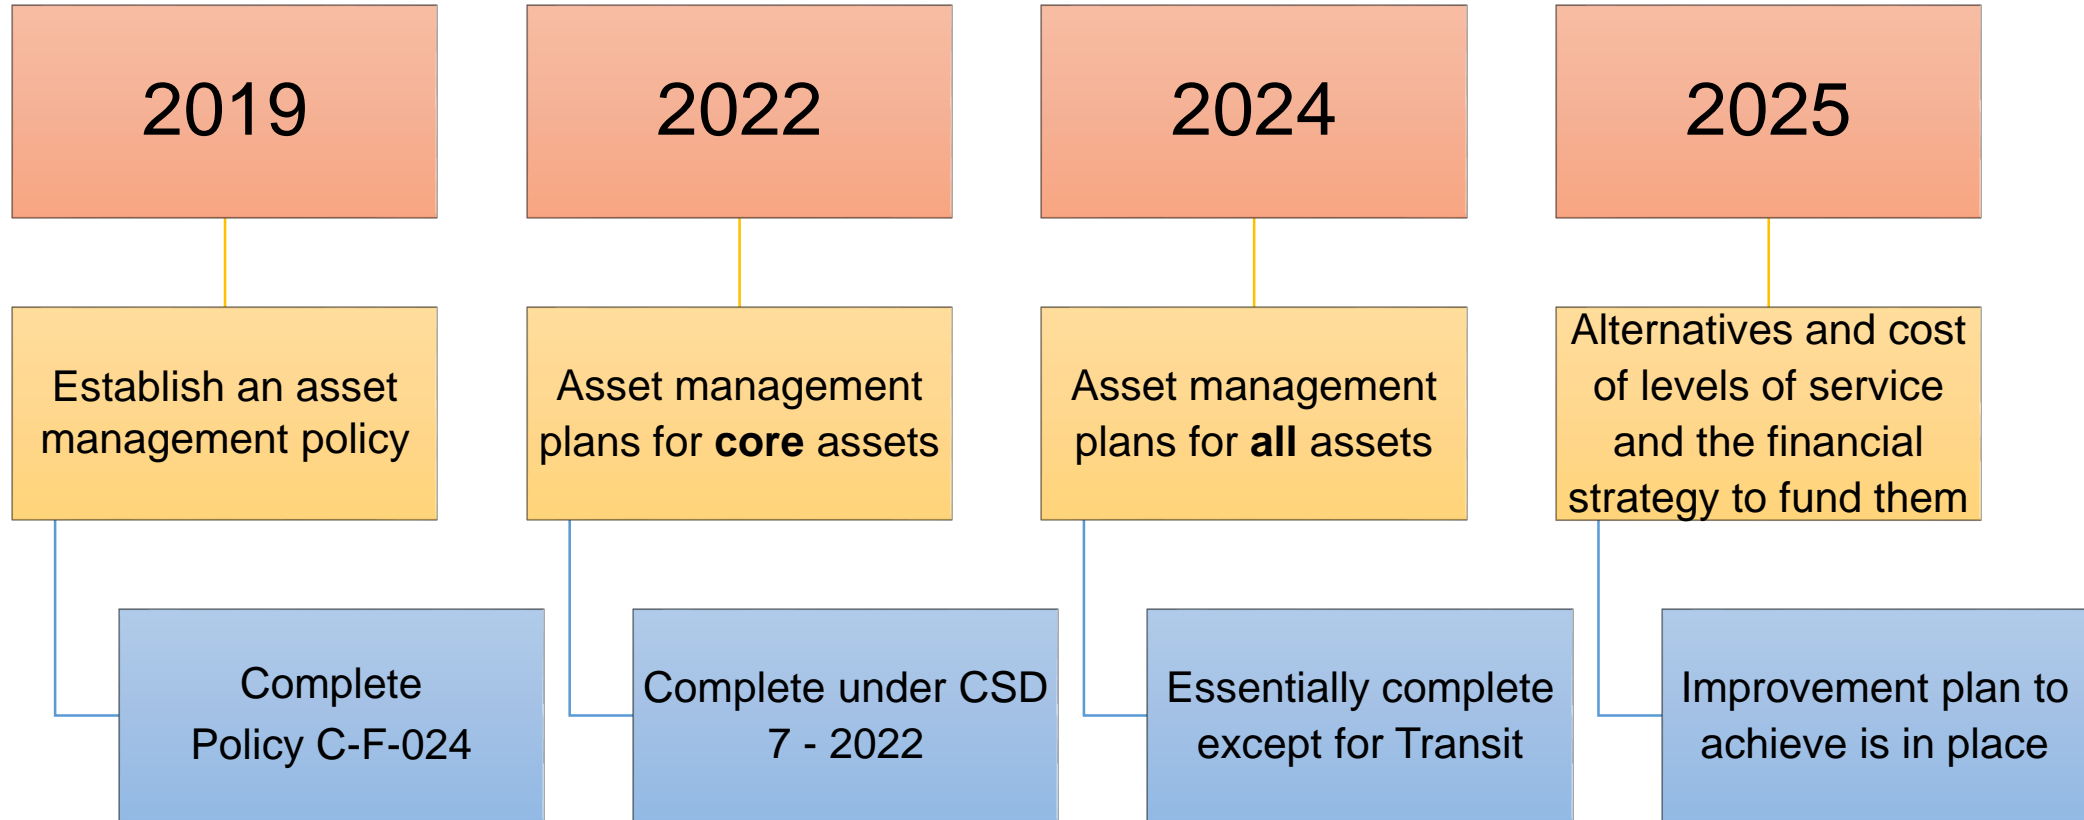 2019
2022
2024
2025
Establish an asset
management policy
Asset management
plans for core assets
Asset management
plans for all assets
Alternatives and cost
of levels of service
and the financial
strategy to fund them
Complete
Policy C-F-024
Complete under CSD
7 - 2022
Essentially complete
except for Transit
Improvement plan to
achieve is in place